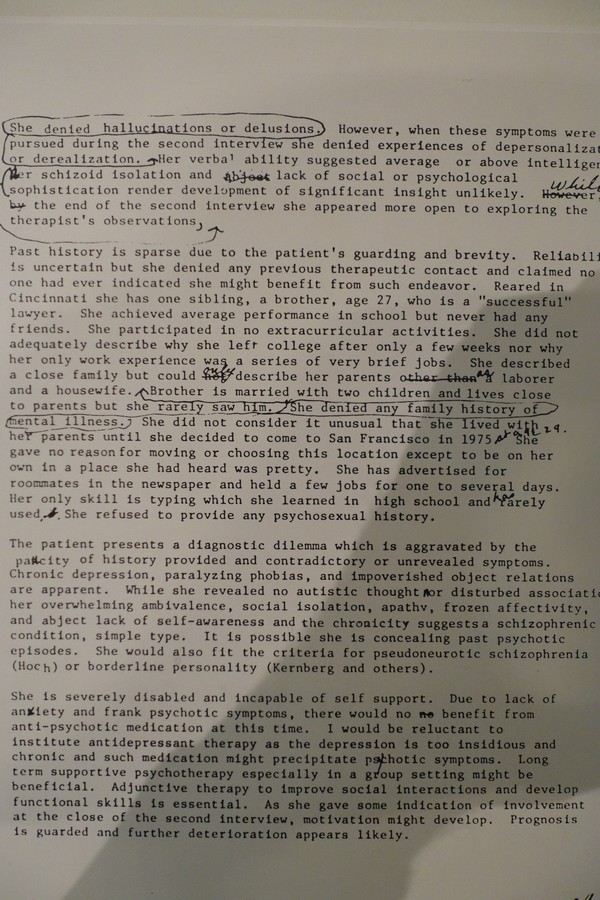 She denied hallucinations or delusions. However, when these symptoms were
pursued during the second interview she denied experiences of depersonalizat
or derealization. Her verbal ability suggested average or above intelligen
her schizoid isolation and abject lack of social or psychological
sophistication render development of significant insight unlikely. However, While
by the end of the second interview she appeared more open to exploring the
therapist's observations,
Past history is sparse due to the patient's guarding and brevity. Reliabili
is uncertain but she denied any previous therapeutic contact and claimed no
one had ever indicated she might benefit from such endeavor. Reared in
Cincinnati she has one sibling, a brother, age 27, who is a "successful"
lawyer. She achieved average performance in school but never had any
friends. She participated in no extracurricular activities. She did not
adequately describe why she left college after only a few weeks nor why
her only work experience was a series of very brief jobs. She described
a close family but could not only describe her parents other than as a laborer
and a housewife. Brother is married with two children and lives close
to parents but she rarely saw him. She denied any family history of
mental illness. She did not consider it unusual that she lived with
her parents until she decided to come to San Francisco in 1975 at age 29. She
gave no reason for moving or choosing this location except to be on her
own in a place she had heard was pretty. She has advertised for
roommates in the newspaper and held a few jobs for one to several days.
Her only skill is typing which she learned in high school and has rarely
used. She refused to provide any psychosexual history.
The patient presents a diagnostic dilemma which is aggravated by the
paucity of history provided and contradictory or unrevealed symptoms.
Chronic depression, paralyzing phobias, and impoverished object relations
are apparent. While she revealed no autistic thought nor disturbed associatio
her overwhelming ambivalence, social isolation, apathy, frozen affectivity,
and abject lack of self-awareness and the chronicity suggests a schizophrenic
condition, simple type. It is possible she is concealing past psychotic
episodes. She would also fit the criteria for pseudoneurotic schizophrenia
(Hoch) or borderline personality (Kernberg and others).
She is severely disabled and incapable of self support. Due to lack of
anxiety and frank psychotic symptoms, there would no ne benefit from
anti-psychotic medication at this time. I would be reluctant to
institute antidepressant therapy as the depression is too insidious and
chronic and such medication might precipitate psychotic symptoms. Long
term supportive psychotherapy especially in a group setting might be
beneficial. Adjunctive therapy to improve social interactions and develop
functional skills is essential. As she gave some indication of involvement
at the close of the second interview, motivation might develop. Prognosis
is guarded and further deterioration appears likely.